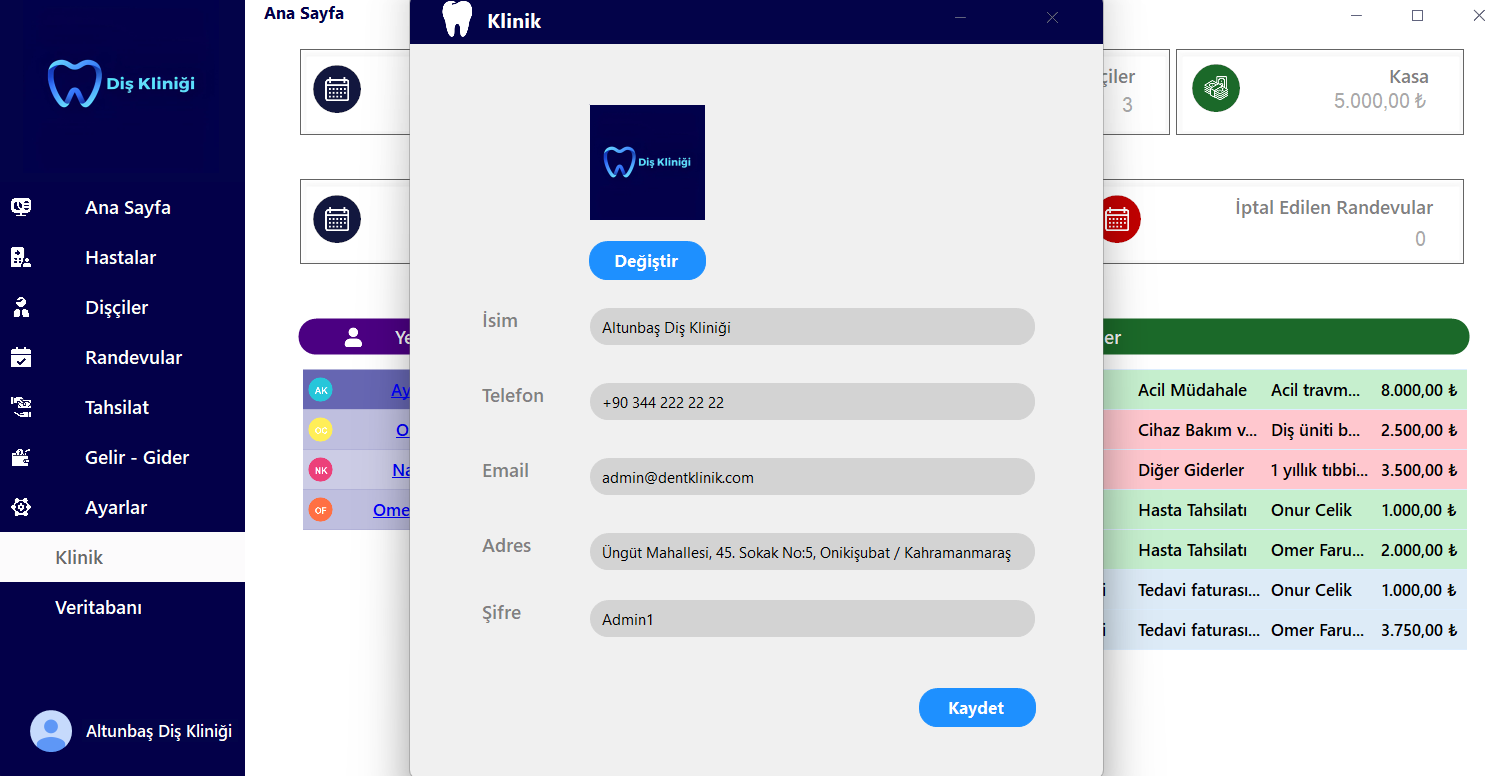 Ana Sayfa
Diş Kliniği
Ana Sayfa
Hastalar
Dişçiler
Randevular
Tahsilat
Gelir - Gider
Ayarlar
Klinik
Veritabanı
Altunbaş Diş Kliniği
Klinik
Diş Kliniği
Değiştir
İsim
Altunbaş Diş Kliniği
Telefon
+90 344 222 22 22
Email
admin@dentklinik.com
Adres
Üngüt Mahallesi, 45. Sokak No:5, Onikişubat / Kahramanmaraş
Şifre
Admin1
Kaydet
3
Kasa
5.000,00 ₺
İptal Edilen Randevular
0
AK
OC
NK
OF Ome
Acil Müdahale Acil travm... 8.000,00 ₺
Cihaz Bakım v... Diş üniti b... 2.500,00 ₺
Diğer Giderler 1 yıllık tıbbi... 3.500,00 ₺
Hasta Tahsilatı Onur Celik 1.000,00 ₺
Hasta Tahsilatı Omer Faru... 2.000,00 ₺
Tedavi faturası... Onur Celik 1.000,00 ₺
Tedavi faturası... Omer Faru... 3.750,00 ₺